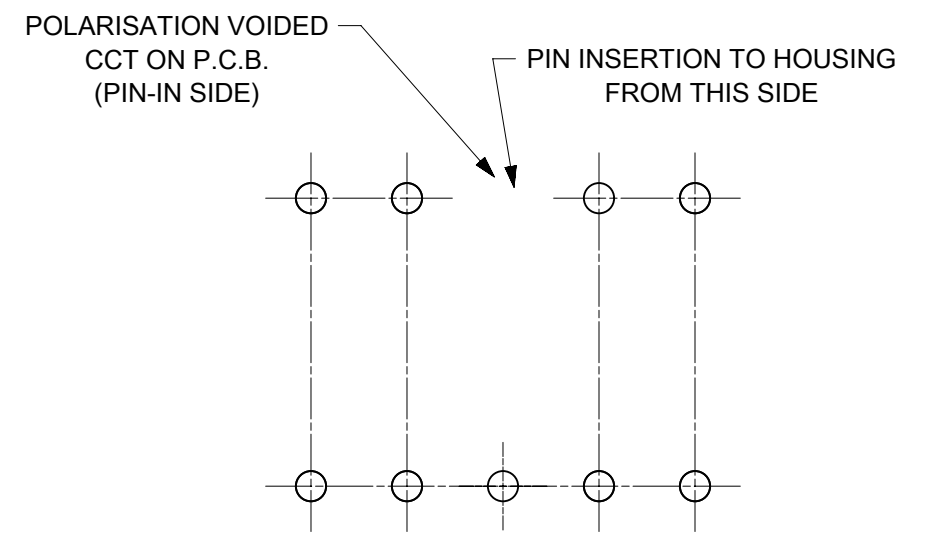 POLARISATION VOIDED
CCT ON P.C.B.
(PIN-IN SIDE)
PIN INSERTION TO HOUSING
FROM THIS SIDE